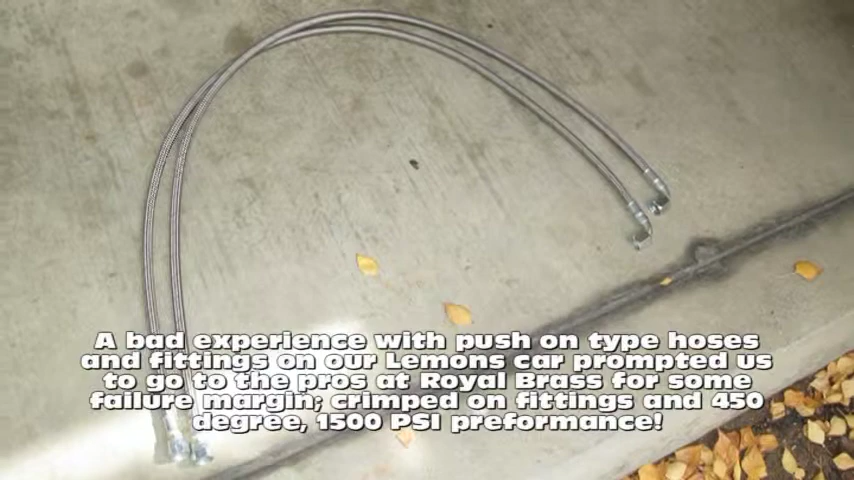 A bad experience with push on type hoses
and fittings on our Lemons car prompted us
to go to the pros at Royal Brass for some
failure margin; crimped on fittings and 450
degree, 1500 PSI preformance!